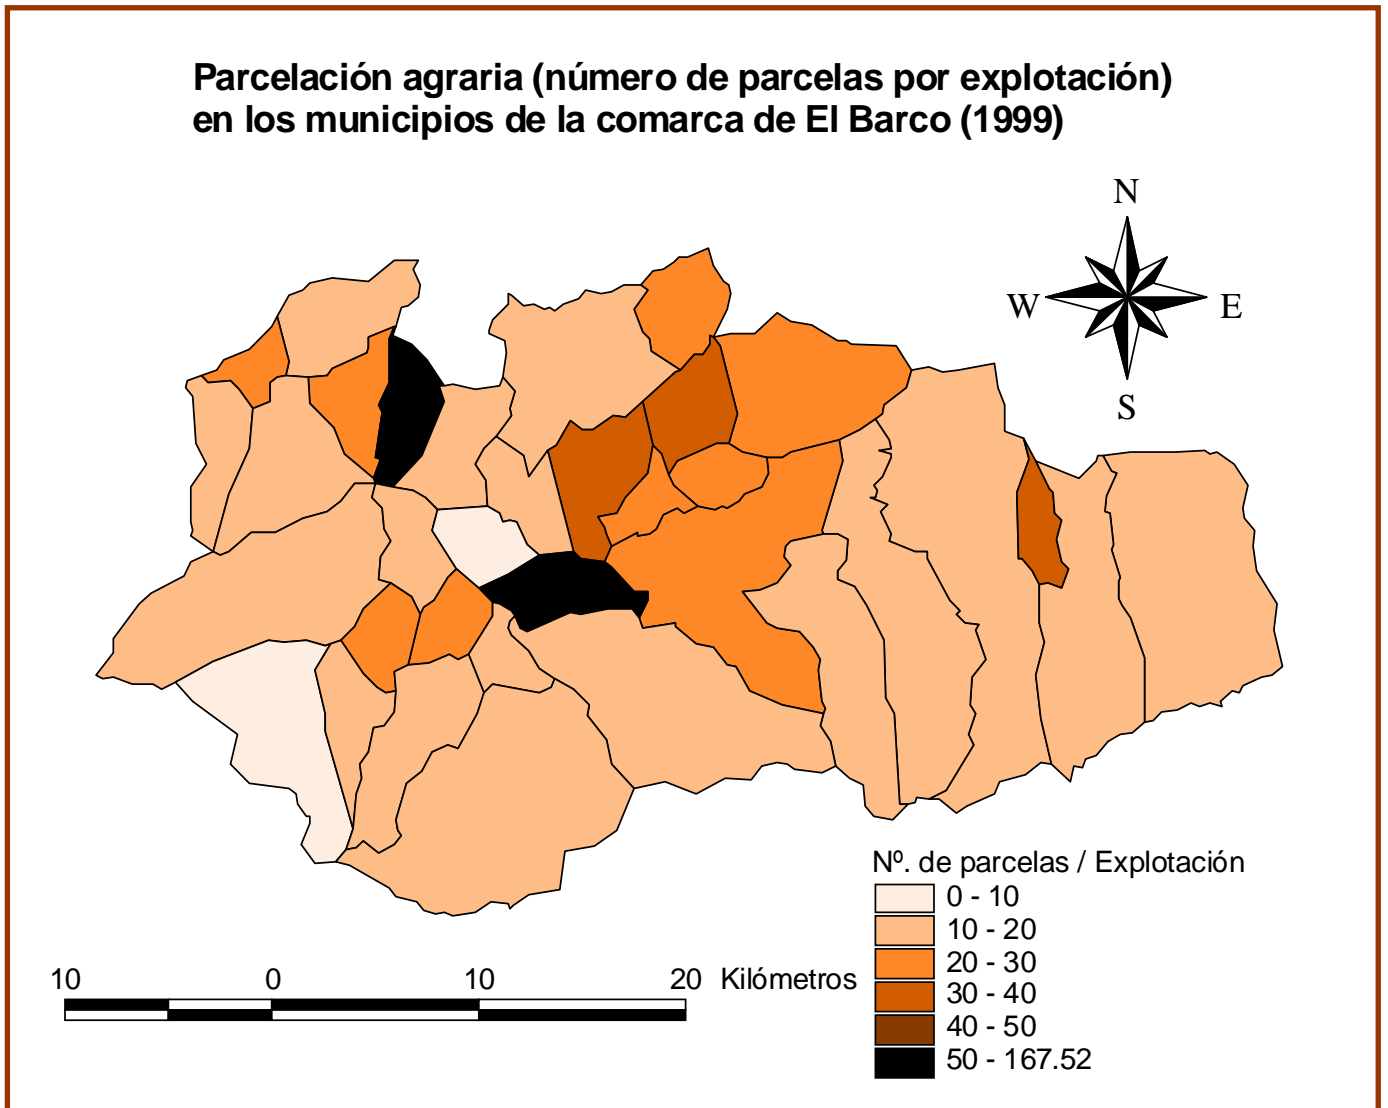 Parcelación agraria (número de parcelas por explotación)
en los municipios de la comarca de El Barco (1999)
N
W E
S
Nº. de parcelas / Explotación
0 - 10
10 - 20
20 - 30
30 - 40
40 - 50
50 - 167.52
10 0 10 20 Kilómetros